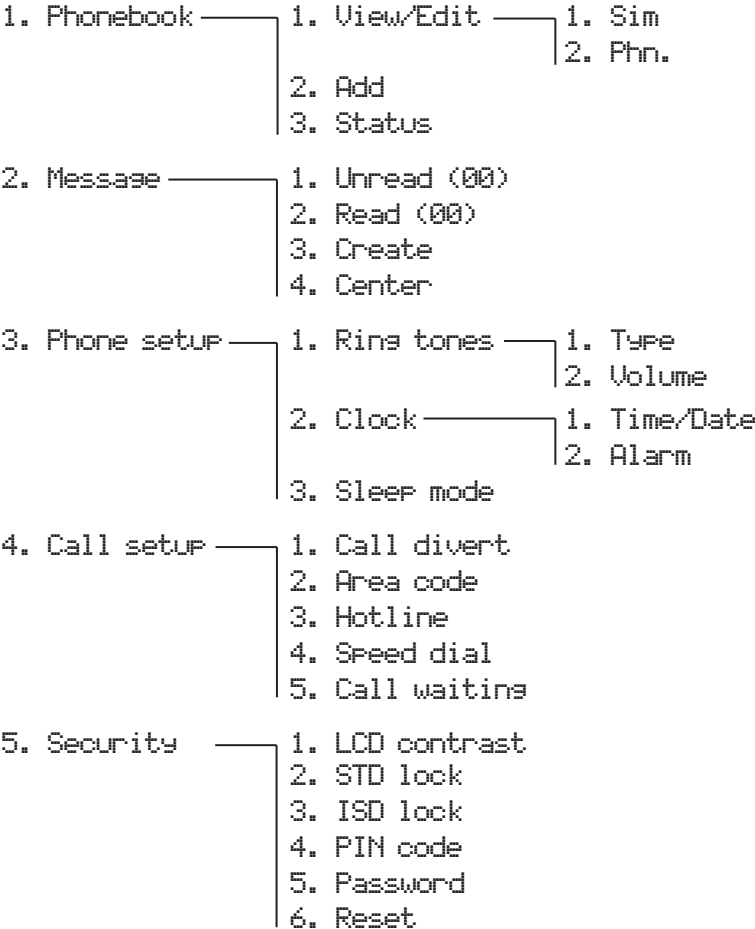 1. Phonebook 1. View/Edit 1. Sim
2. Phn.
2. Add
3. Status
2. Message 1. Unread (00)
2. Read (00)
3. Create
4. Center
3. Phone setup 1. Ring tones 1. Type
2. Volume
2. Clock 1. Time/Date
2. Alarm
3. Sleep mode
4. Call setup 1. Call divert
2. Area code
3. Hotline
4. Speed dial
5. Call waiting
5. Security 1. LCD contrast
2. STD lock
3. ISD lock
4. PIN code
5. Password
6. Reset